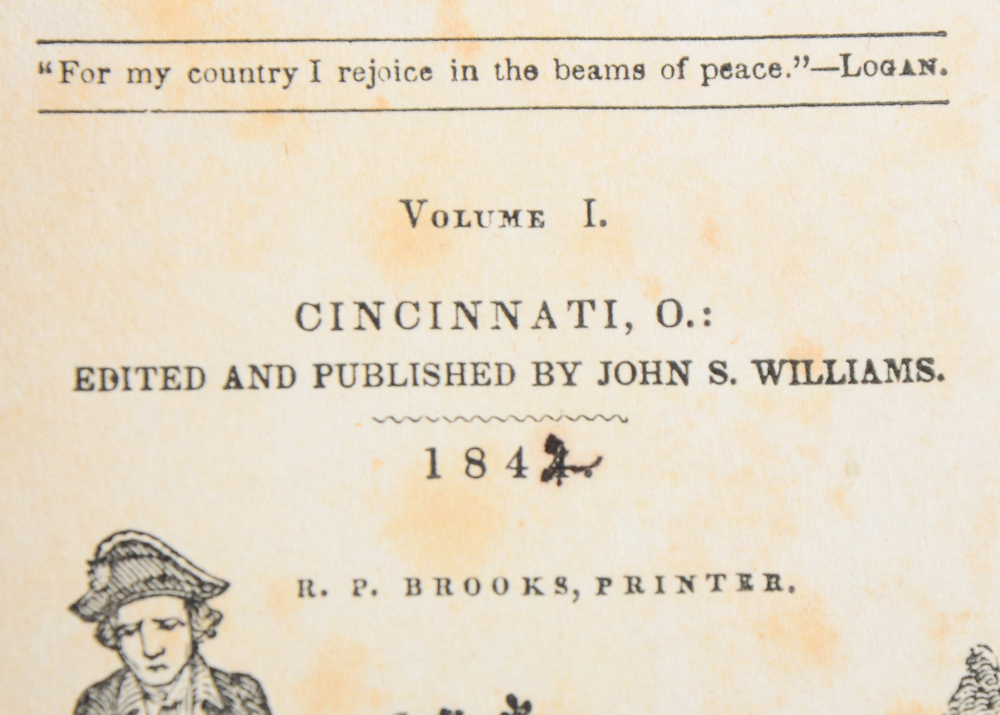 “For my country I rejoice in the beams of peace.”—LOGAN.
VOLUME I.
CINCINNATI, O.:
EDITED AND PUBLISHED BY JOHN S. WILLIAMS.
1842.
R. P. BROOKS, PRINTER.